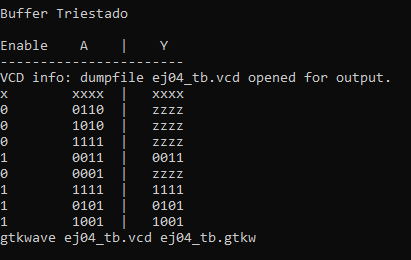 Buffer Triestado
Enable    A    |    Y
-----------------------
VCD info: dumpfile ej04_tb.vcd opened for output.
x        xxxx  |   xxxx
0        0110  |   zzzz
0        1010  |   zzzz
0        1111  |   zzzz
1        0011  |   0011
0        0001  |   zzzz
1        1111  |   1111
1        0101  |   0101
1        1001  |   1001
gtkwave ej04_tb.vcd ej04_tb.gtkw